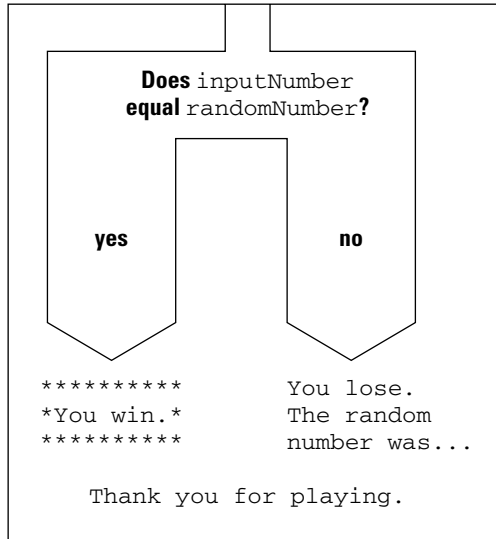 Does inputNumber
equal randomNumber?
yes
no
**********
*You win.*
**********
You lose.
The random
number was...
Thank you for playing.